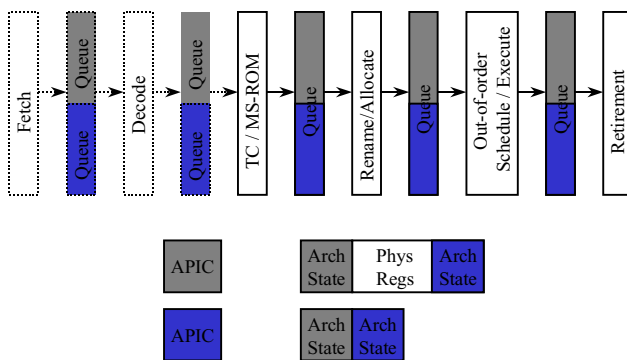 Fetch
Queue
Queue
Decode
Queue
Queue
TC / MS-ROM
Queue
Rename/Allocate
Queue
Out-of-order
Schedule / Execute
Queue
Retirement
APIC
Arch
State
Phys
Regs
Arch
State
APIC
Arch
State
Arch
State